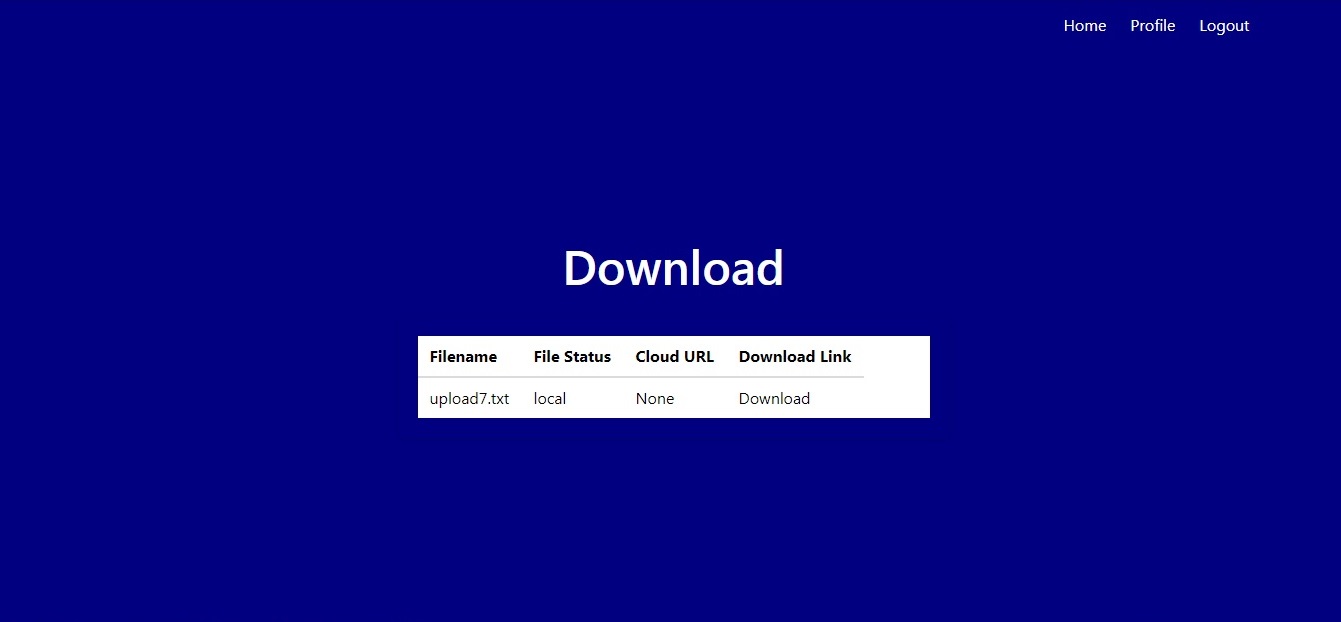 Home Profile Logout
Download
Filename File Status Cloud URL Download Link
upload7.txt local None Download